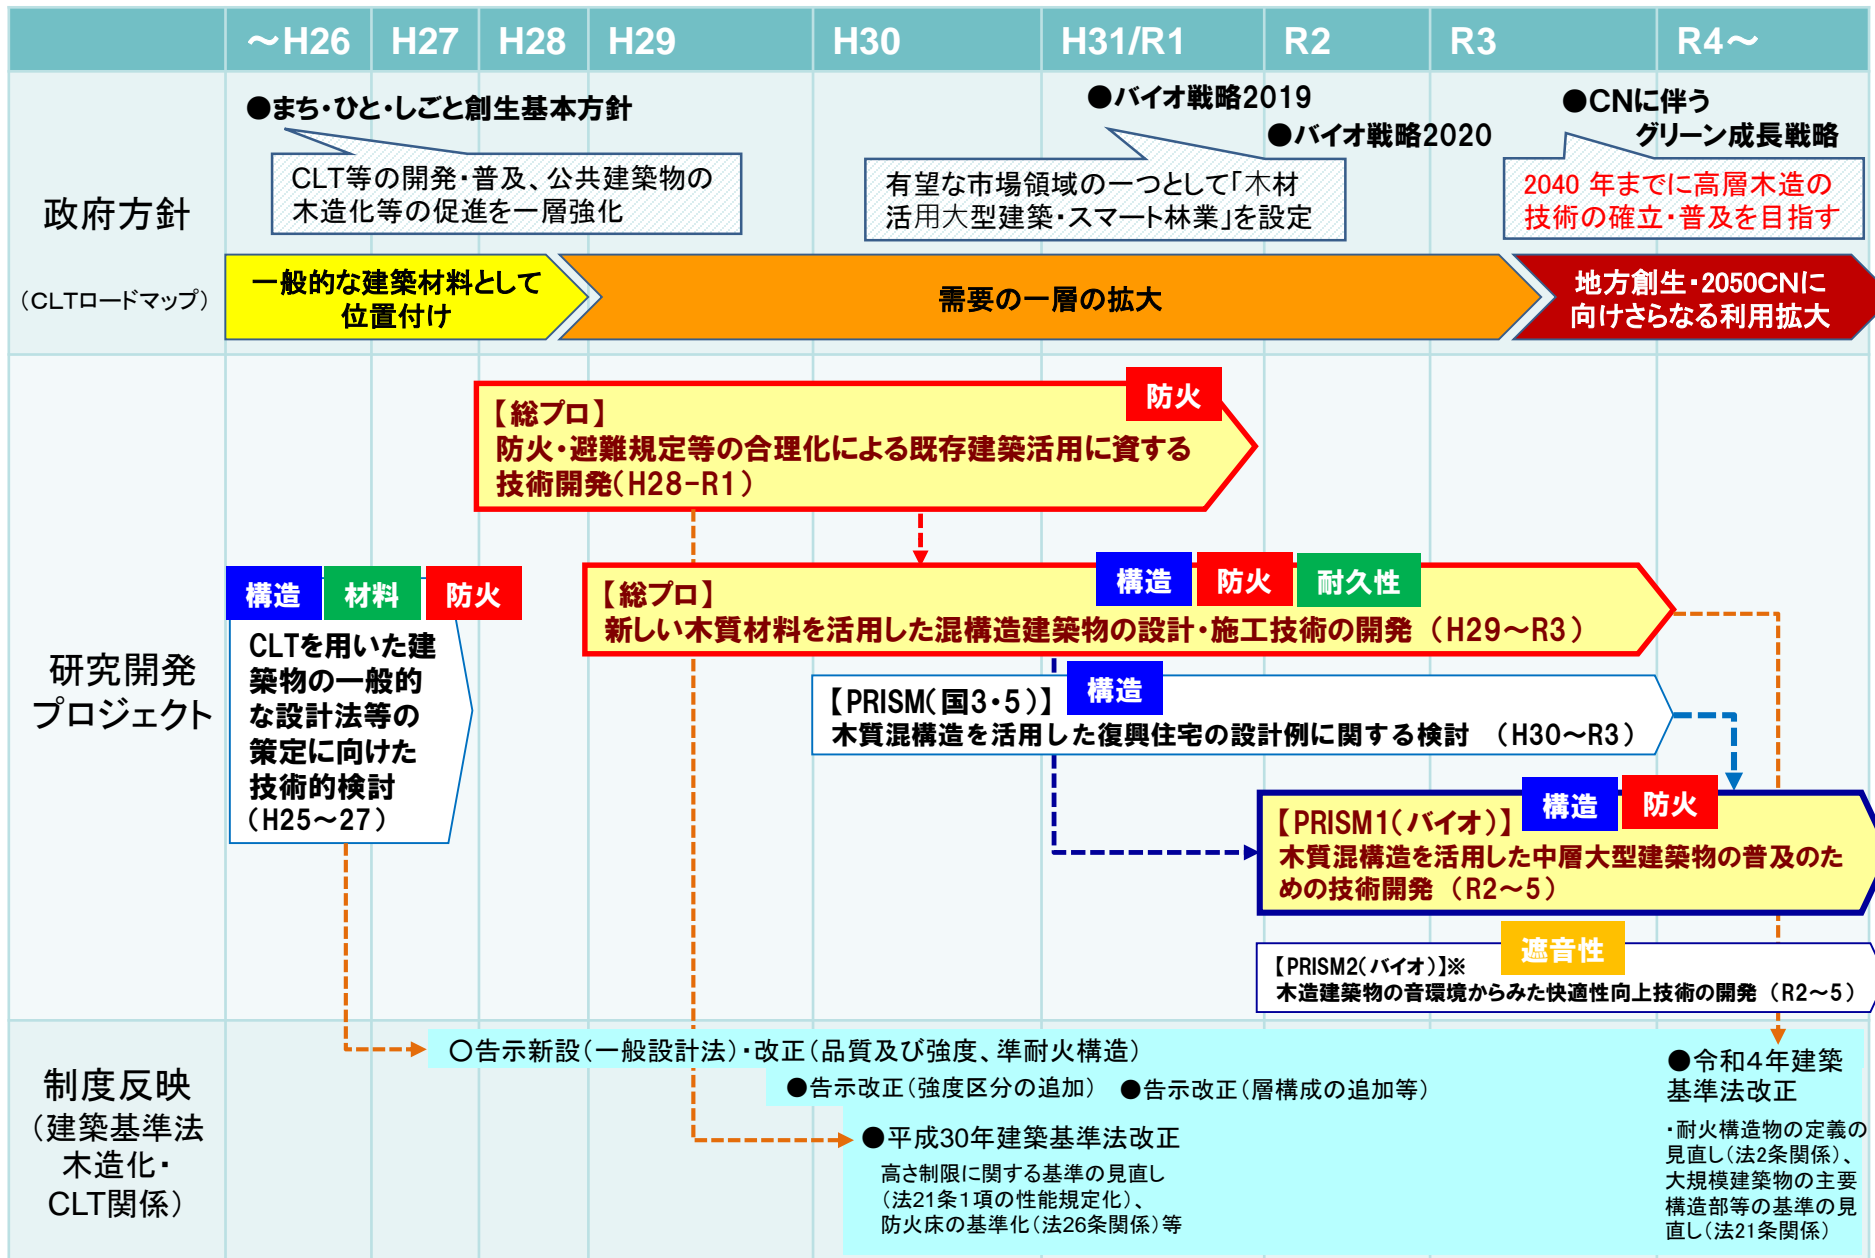 ～H26 H27 H28 H29 H30 H31/R1 R2 R3 R4～
政府方針
（CLTロードマップ）
●まち・ひと・しごと創生基本方針
CLT等の開発・普及、公共建築物の
木造化等の促進を一層強化
●バイオ戦略2019
●バイオ戦略2020
有望な市場領域の一つとして「木材
活用大型建築・スマート林業」を設定
●CNに伴う
グリーン成長戦略
2040 年までに高層木造の
技術の確立・普及を目指す
一般的な建築材料として
位置付け
需要の一層の拡大
地方創生・2050CNに
向けさらなる利用拡大
研究開発
プロジェクト
防火
【総プロ】
防火・避難規定等の合理化による既存建築活用に資する
技術開発（H28-R1）
構造 材料 防火
CLTを用いた建
築物の一般的
な設計法等の
策定に向けた
技術的検討
（H25～27）
構造 防火 耐久性
【総プロ】
新しい木質材料を活用した混構造建築物の設計・施工技術の開発 （H29～R3）
構造
【PRISM（国3・5）】
木質混構造を活用した復興住宅の設計例に関する検討 （H30～R3）
構造 防火
【PRISM1（バイオ）】
木質混構造を活用した中層大型建築物の普及のた
めの技術開発 （R2～5）
遮音性
【PRISM2（バイオ）】※
木造建築物の音環境からみた快適性向上技術の開発 （R2～5）
制度反映
（建築基準法
木造化・
CLT関係）
○告示新設（一般設計法）・改正（品質及び強度、準耐火構造）
●告示改正（強度区分の追加） ●告示改正（層構成の追加等）
●平成30年建築基準法改正
高さ制限に関する基準の見直し
（法21条1項の性能規定化）、
防火床の基準化（法26条関係）等
●令和4年建築
基準法改正
・耐火構造物の定義の
見直し（法2条関係）、
大規模建築物の主要
構造部等の基準の見
直し（法21条関係）